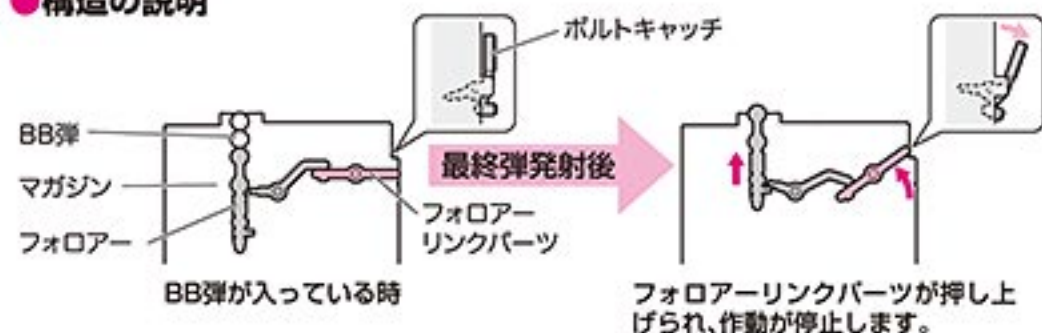 ●構造の説明
ボルトキャッチ
BB弾
マガジン
フォロアー
最終弾発射後
フォロアー
リンクパーツ
BB弾が入っている時
フォロアーリンクパーツが押し上
げられ、作動が停止します。